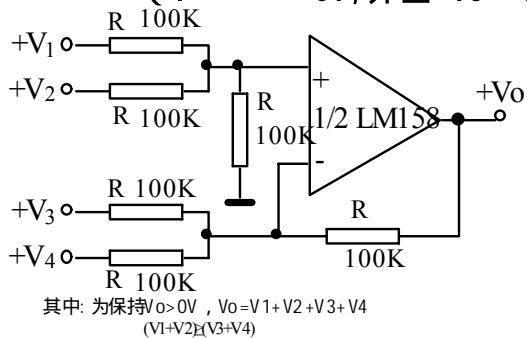 R 100K
+V1
+V2
R 100K
R
100K
+
1/2 LM158
-
+Vo
R 100K
+V3
+V4
R 100K
R
100K
其中: 为保持Vo>0V , Vo=V1+V2+V3+V4
(V1+V2)≥(V3+V4)